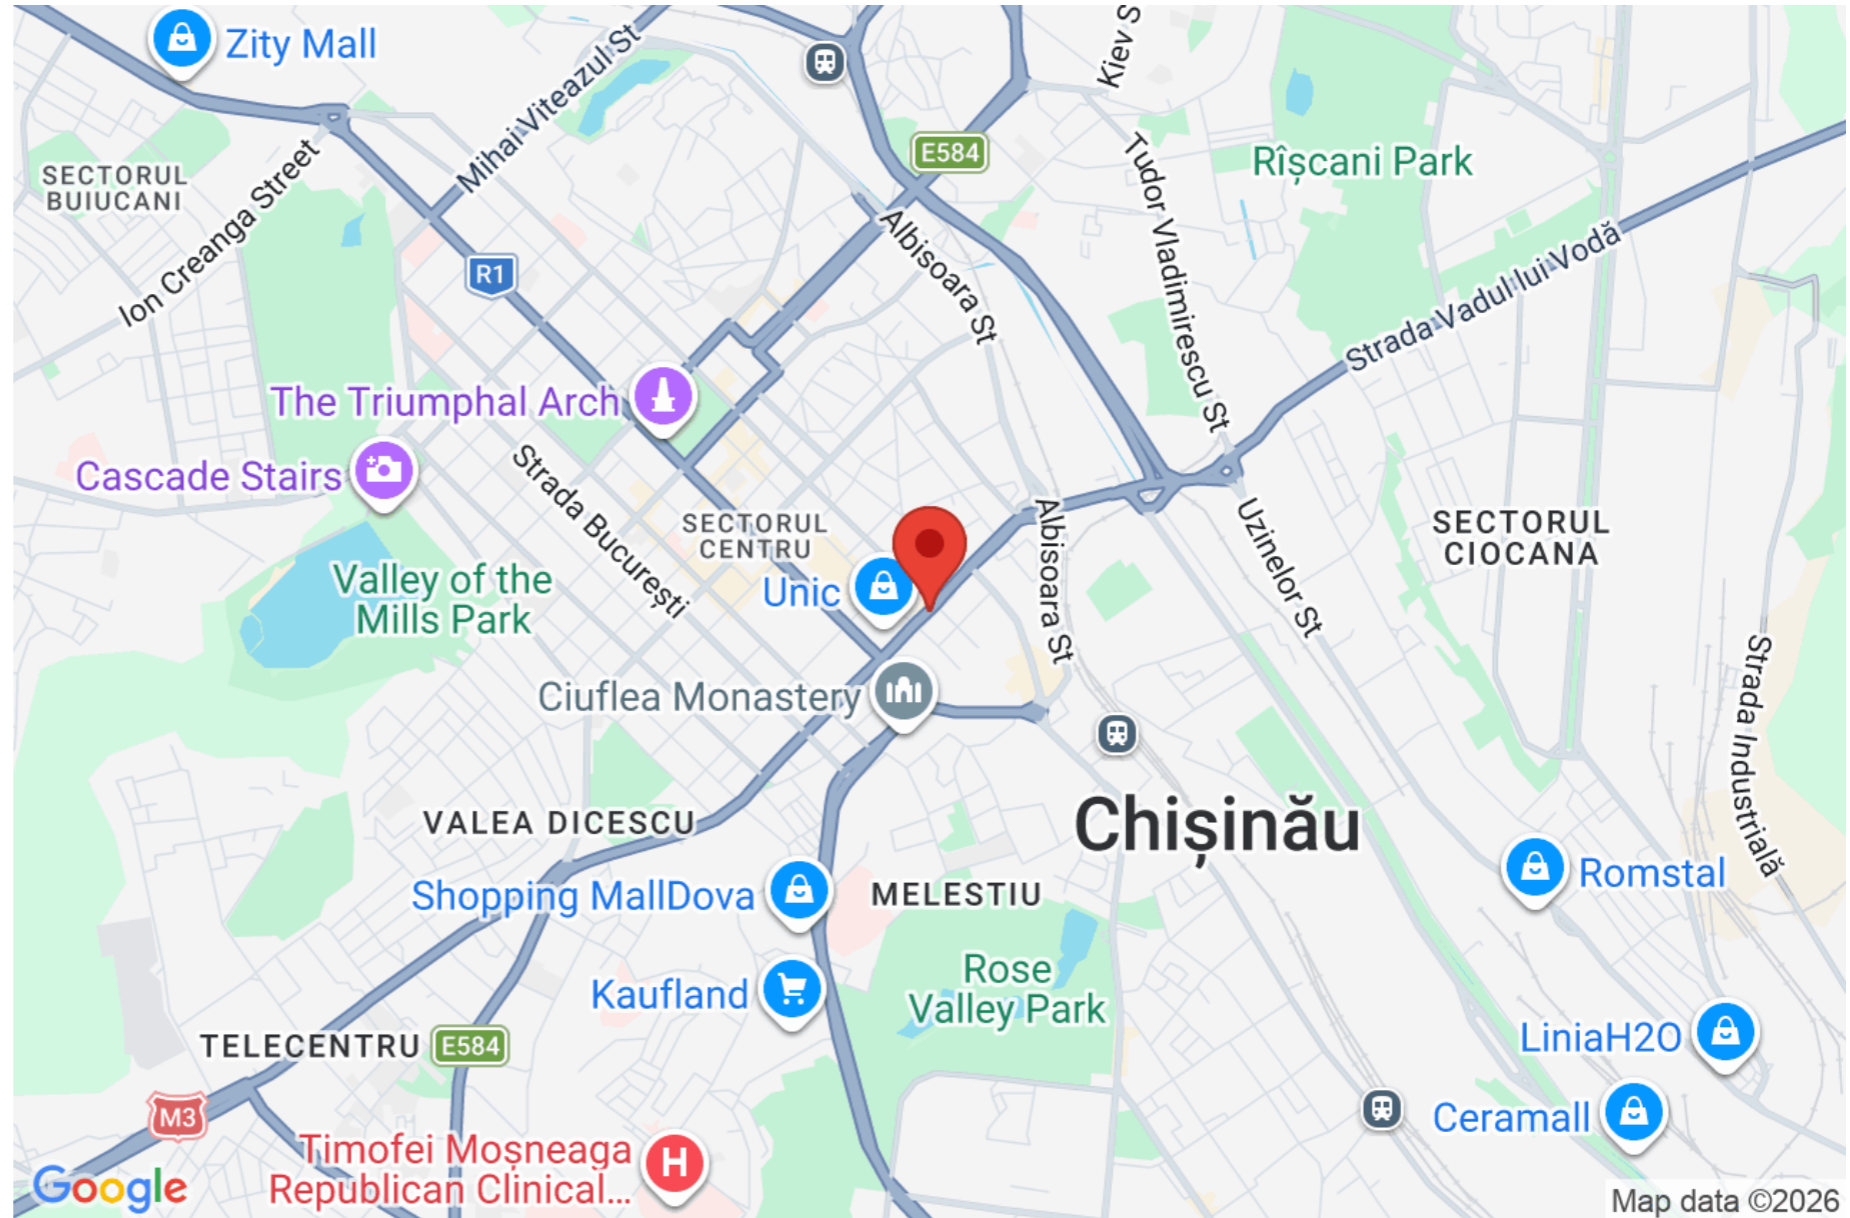 Zity Mall
Mihai Viteazul St
Kiev S
E584
Tudor Vladimirescu St
Rîșcani Park
SECTORUL
BUIUCANI
Ion Creanga Street
R1
Albisoara St
Strada Vadul lui Vodă
The Triumphal Arch
Cascade Stairs
Strada București
SECTORUL
CENTRU
Albisoara St
Uzinelor St
SECTORUL
CIOCANA
Valley of the
Mills Park
Unic
Ciuflea Monastery
Strada Industrială
VALEA DICESCU
Chișinău
Shopping MallDova
MELESTIU
Romstal
Kaufland
Rose
Valley Park
TELECENTRU
E584
LiniaH2O
M3
Ceramall
Timofei Moșneaga
Republican Clinical...
H
Google
Map data ©2026